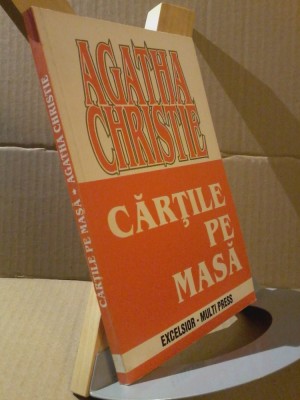 AGATHA
CHRISTIE
CĂRȚILE
PE
MASĂ
EXCELSIOR - MULTI PRESS
CĂRȚILE PE MASĂ • AGATHA CHRISTIE